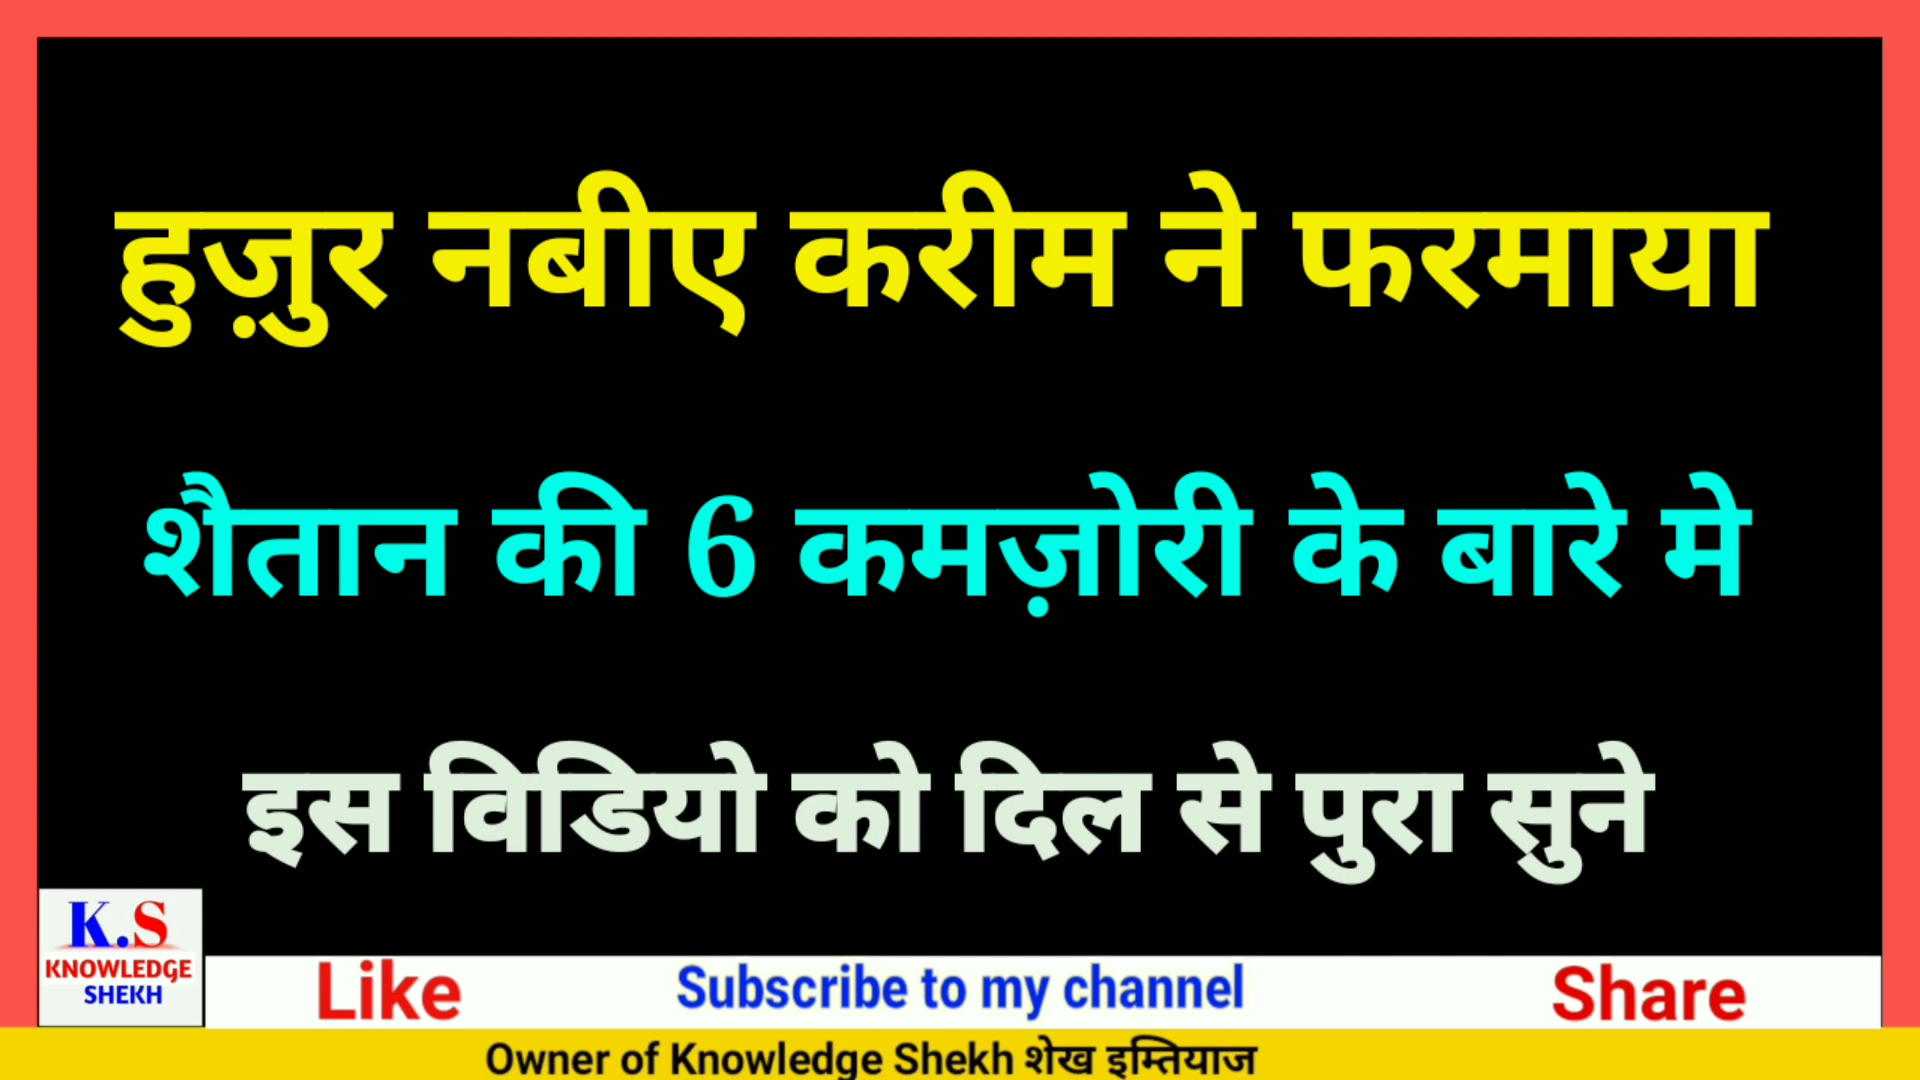 हुज़ुर नबीए करीम ने फरमाया
शैतान की 6 कमज़ोरी के बारे मे
इस विडियो को दिल से पुरा सुने
K.S
KNOWLEDGE
SHEKH
Like Subscribe to my channel Share
Owner of Knowledge Shekh शेख इम्तियाज